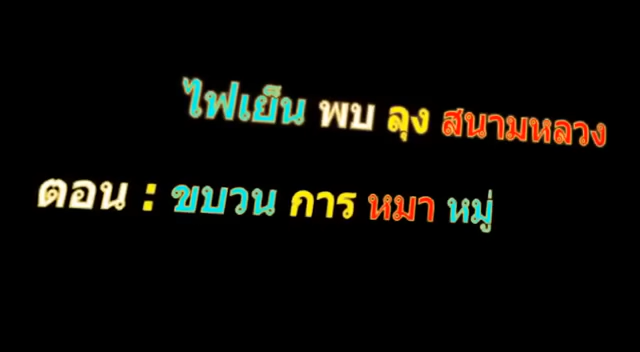 ไฟเย็น พบ ลุง สนามหลวง
ตอน : ขบวน การ หมา หมู่